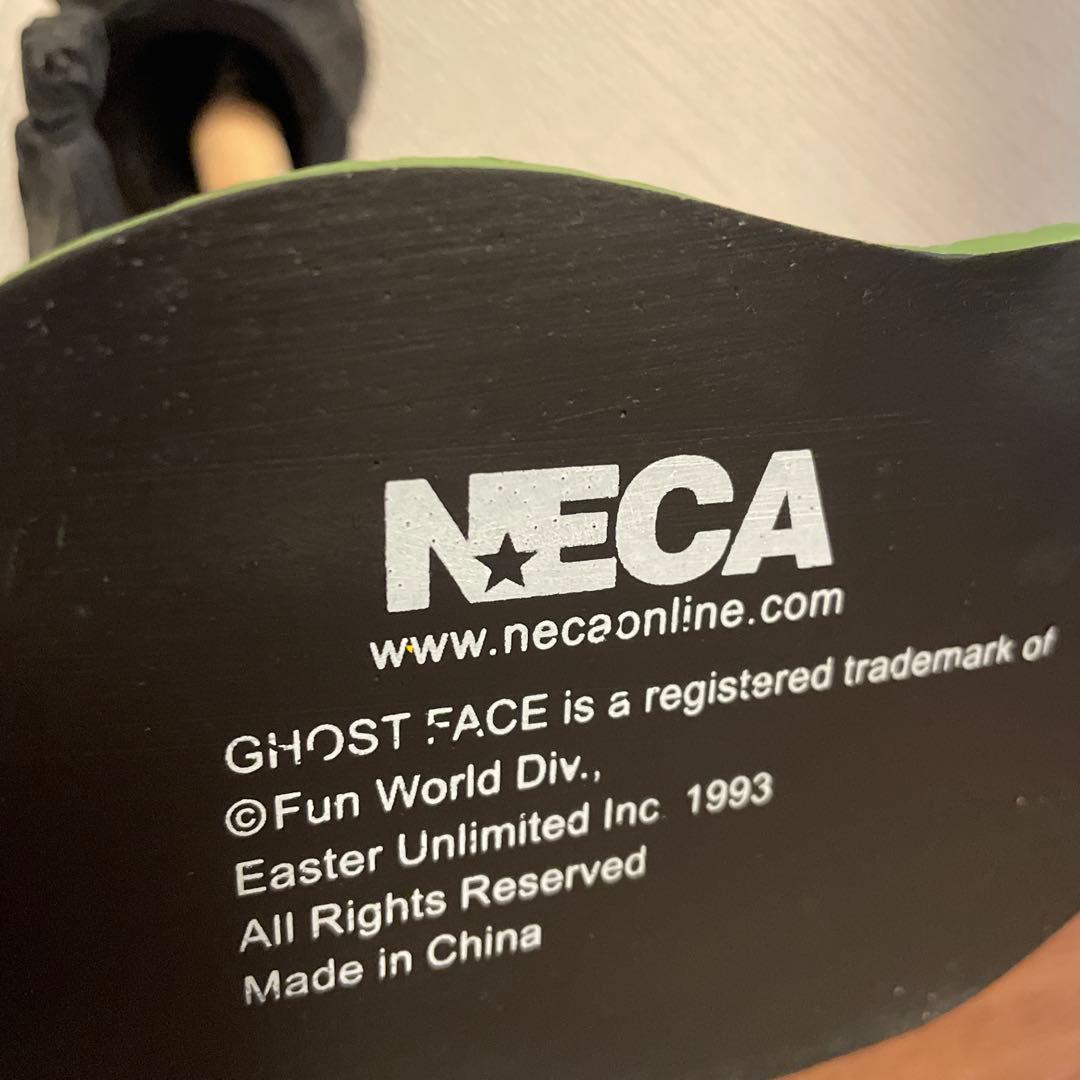 NECA
www.necaonline.com
GHOST FACE is a registered trademark of
©Fun World Div.,
Easter Unlimited Inc. 1993
All Rights Reserved
Made in China